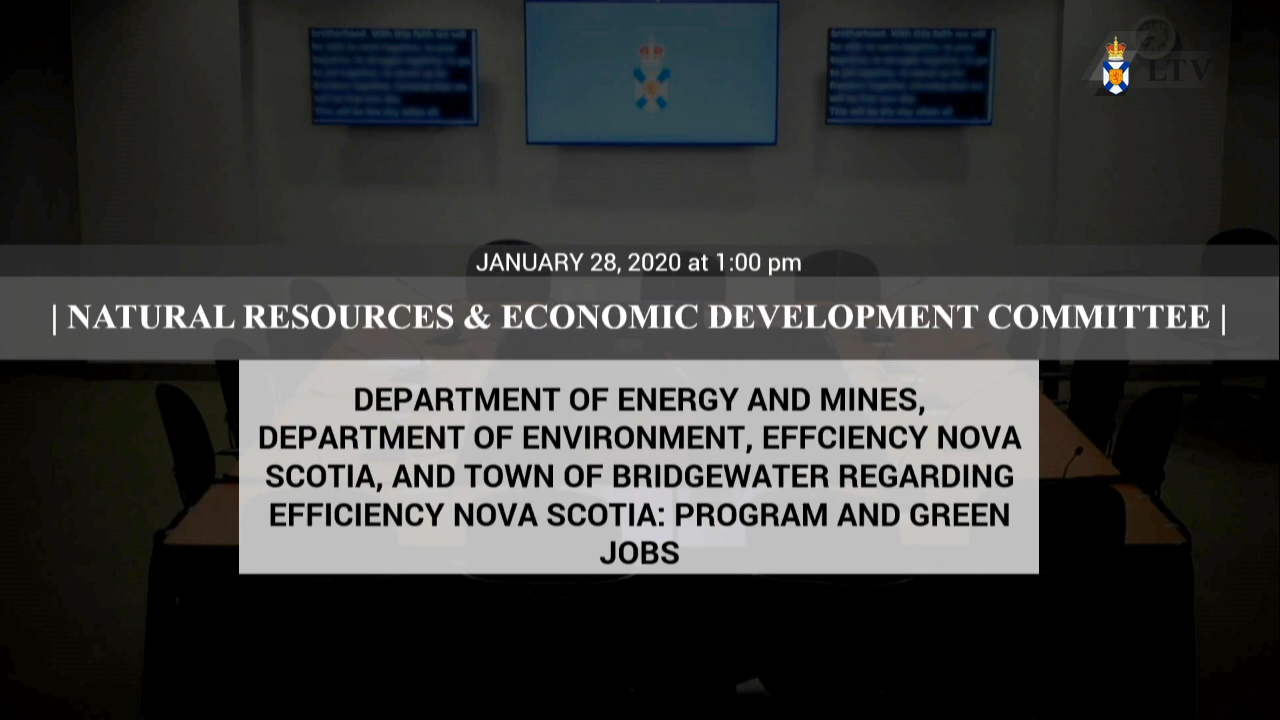 LTV
JANUARY 28, 2020 at 1:00 pm
| NATURAL RESOURCES & ECONOMIC DEVELOPMENT COMMITTEE |
DEPARTMENT OF ENERGY AND MINES,
DEPARTMENT OF ENVIRONMENT, EFFCIENCY NOVA
SCOTIA, AND TOWN OF BRIDGEWATER REGARDING
EFFICIENCY NOVA SCOTIA: PROGRAM AND GREEN
JOBS